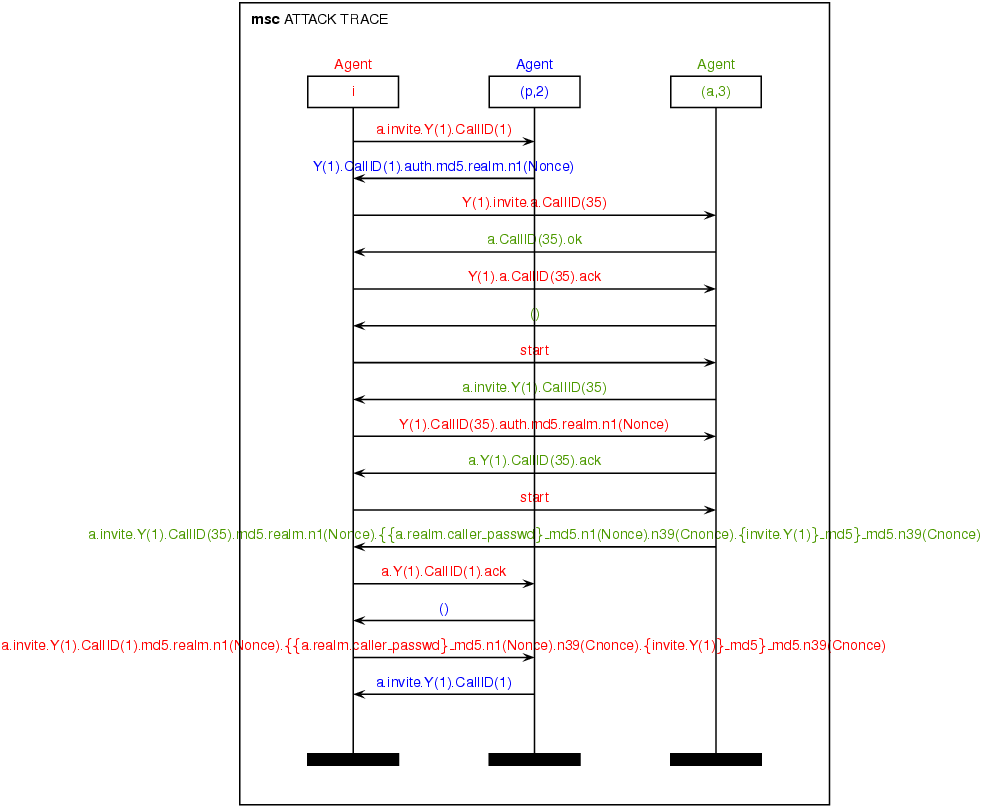 msc ATTACK TRACE
Agent Agent Agent
i (p,2) (a,3)
a.invite.Y(1).CallID(1)
Y(1).CallID(1).auth.md5.realm.n1(Nonce)
Y(1).invite.a.CallID(35)
a.CallID(35).ok
Y(1).a.CallID(35).ack
()
start
a.invite.Y(1).CallID(35)
Y(1).CallID(35).auth.md5.realm.n1(Nonce)
a.Y(1).CallID(35).ack
start
a.invite.Y(1).CallID(35).md5.realm.n1(Nonce).{{a.realm.caller_passwd}_md5.n1(Nonce).n39(Cnonce).{invite.Y(1)}_md5}_md5.n39(Cnonce)
a.Y(1).CallID(1).ack
()
a.invite.Y(1).CallID(1).md5.realm.n1(Nonce).{{a.realm.caller_passwd}_md5.n1(Nonce).n39(Cnonce).{invite.Y(1)}_md5}_md5.n39(Cnonce)
a.invite.Y(1).CallID(1)